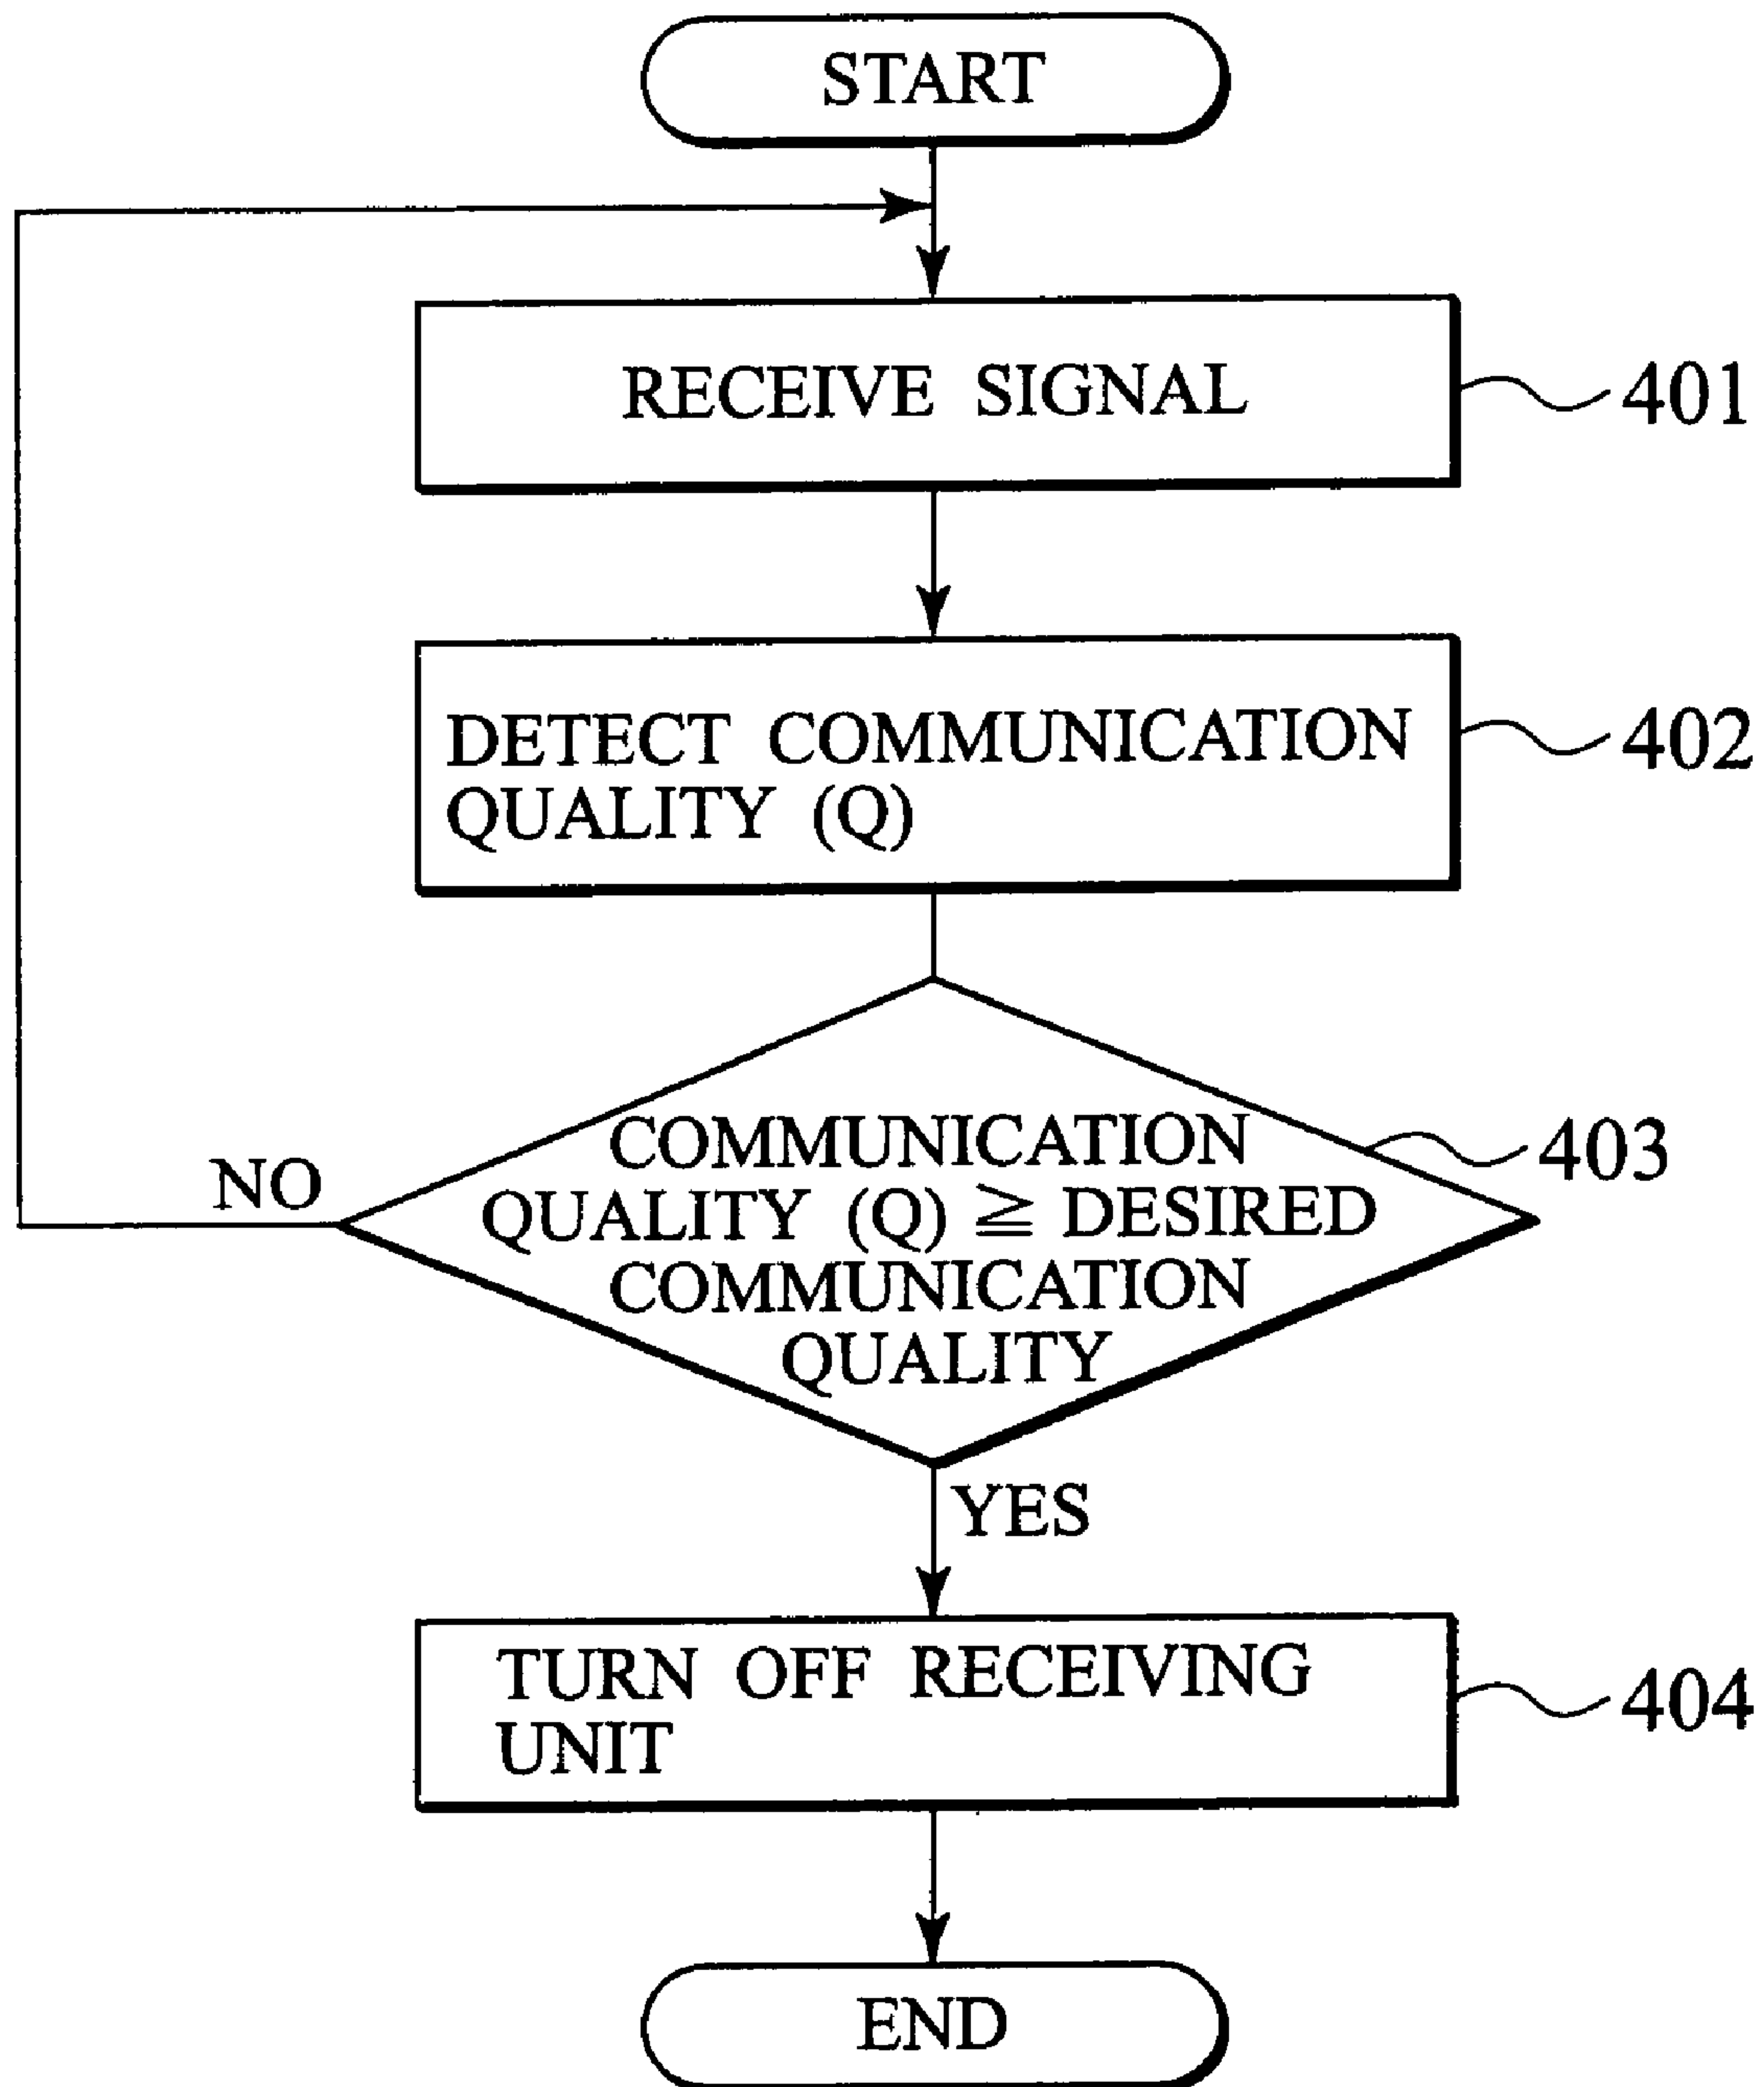 START
RECEIVE SIGNAL
401
DETECT COMMUNICATION
QUALITY (Q)
402
COMMUNICATION
QUALITY (Q) ≧ DESIRED
COMMUNICATION
QUALITY
403
NO
YES
TURN OFF RECEIVING
UNIT
404
END